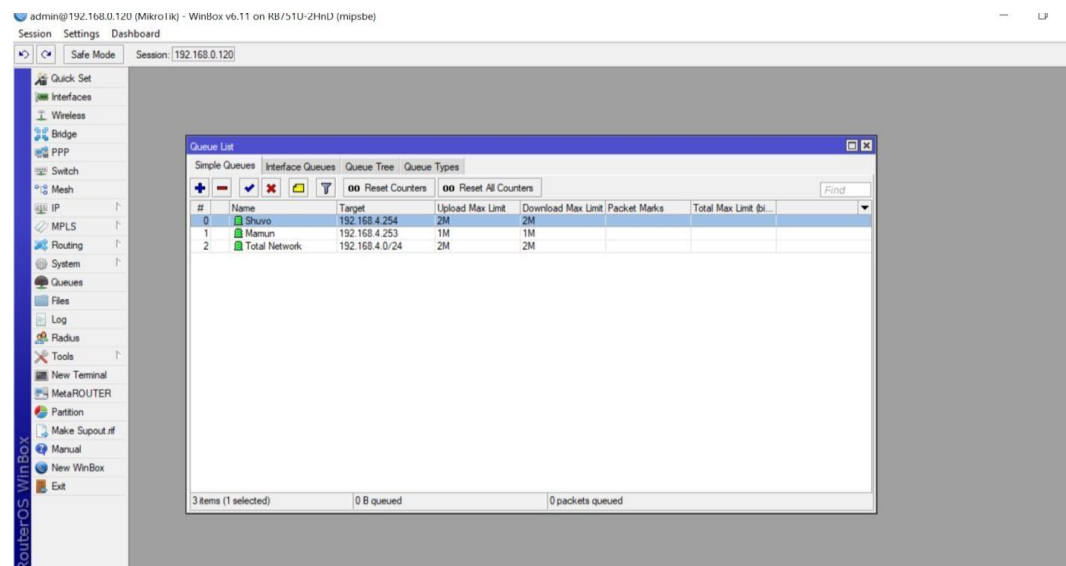 admin@192.168.0.120 (MikroTik) - WinBox v6.11 on RB751U-2HnD (mipsbe)
Session Settings Dashboard
Safe Mode Session: 192.168.0.120
Quick Set
Interfaces
Wireless
Bridge
PPP
Switch
Mesh
IP
MPLS
Routing
System
Queues
Files
Log
Radius
Tools
New Terminal
MetaROUTER
Partition
Make Supout.rif
Manual
New WinBox
Exit
RouterOS WinBox
Queue List
Simple Queues Interface Queues Queue Tree Queue Types
00 Reset Counters 00 Reset All Counters Find
# Name Target Upload Max Limit Download Max Limit Packet Marks Total Max Limit (bi...
0 Shuvo 192.168.4.254 2M 2M
1 Mamun 192.168.4.253 1M 1M
2 Total Network 192.168.4.0/24 2M 2M
3 items (1 selected) 0 B queued 0 packets queued